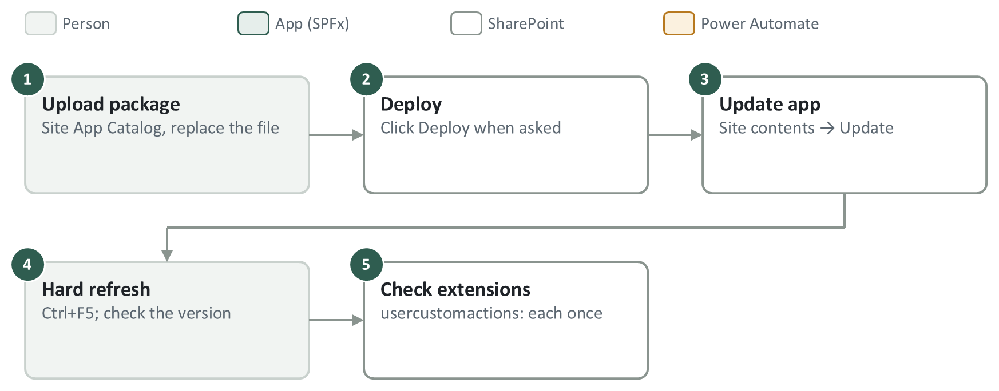 Person
App (SPFx)
SharePoint
Power Automate
1
Upload package
Site App Catalog, replace the file
2
Deploy
Click Deploy when asked
3
Update app
Site contents → Update
4
Hard refresh
Ctrl+F5; check the version
5
Check extensions
usercustomactions: each once